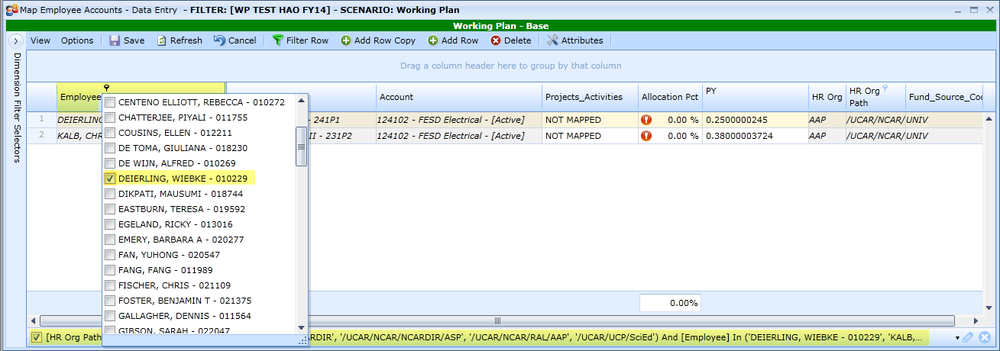 Map Employee Accounts - Data Entry - FILTER: [WP TEST HAO FY14] - SCENARIO: Working Plan
Working Plan - Base
View Options Save Refresh Cancel Filter Row Add Row Copy Add Row Delete Attributes
Dimension Filter Selectors
Drag a column header here to group by that column
Employee Account Projects_Activities Allocation Pct PY HR Org HR Org Path Fund_Source_Coo
1 DEIERLING - 241P1 124102 - FESD Electrical - [Active] NOT MAPPED 0.00 % 0.2500000245 AAP /UCAR/NCAR/ UNIV
2 KALB, CHR II - 231P2 124102 - FESD Electrical - [Active] NOT MAPPED 0.00 % 0.38000003724 AAP /UCAR/NCAR/ UNIV
CENTENO ELLIOTT, REBECCA - 010272
CHATTERJEE, PIYALI - 011755
COUSINS, ELLEN - 012211
DE TOMA, GIULIANA - 018230
DE WIJN, ALFRED - 010269
DEIERLING, WIEBKE - 010229
DIKPATI, MAUSUMI - 018744
EASTBURN, TERESA - 019592
EGELAND, RICKY - 013016
EMERY, BARBARA A - 020277
FAN, YUHONG - 020547
FANG, FANG - 011989
FISCHER, CHRIS - 021109
FOSTER, BENJAMIN T - 021375
GALLAGHER, DENNIS - 011564
GIBSON, SARAH - 022047
0.00%
[HR Org Path ARDIR', '/UCAR/NCAR/NCARDIR/ASP', '/UCAR/NCAR/RAL/AAP', '/UCAR/UCP/SciEd') And [Employee] In ('DEIERLING, WIEBKE - 010229', 'KALB,...